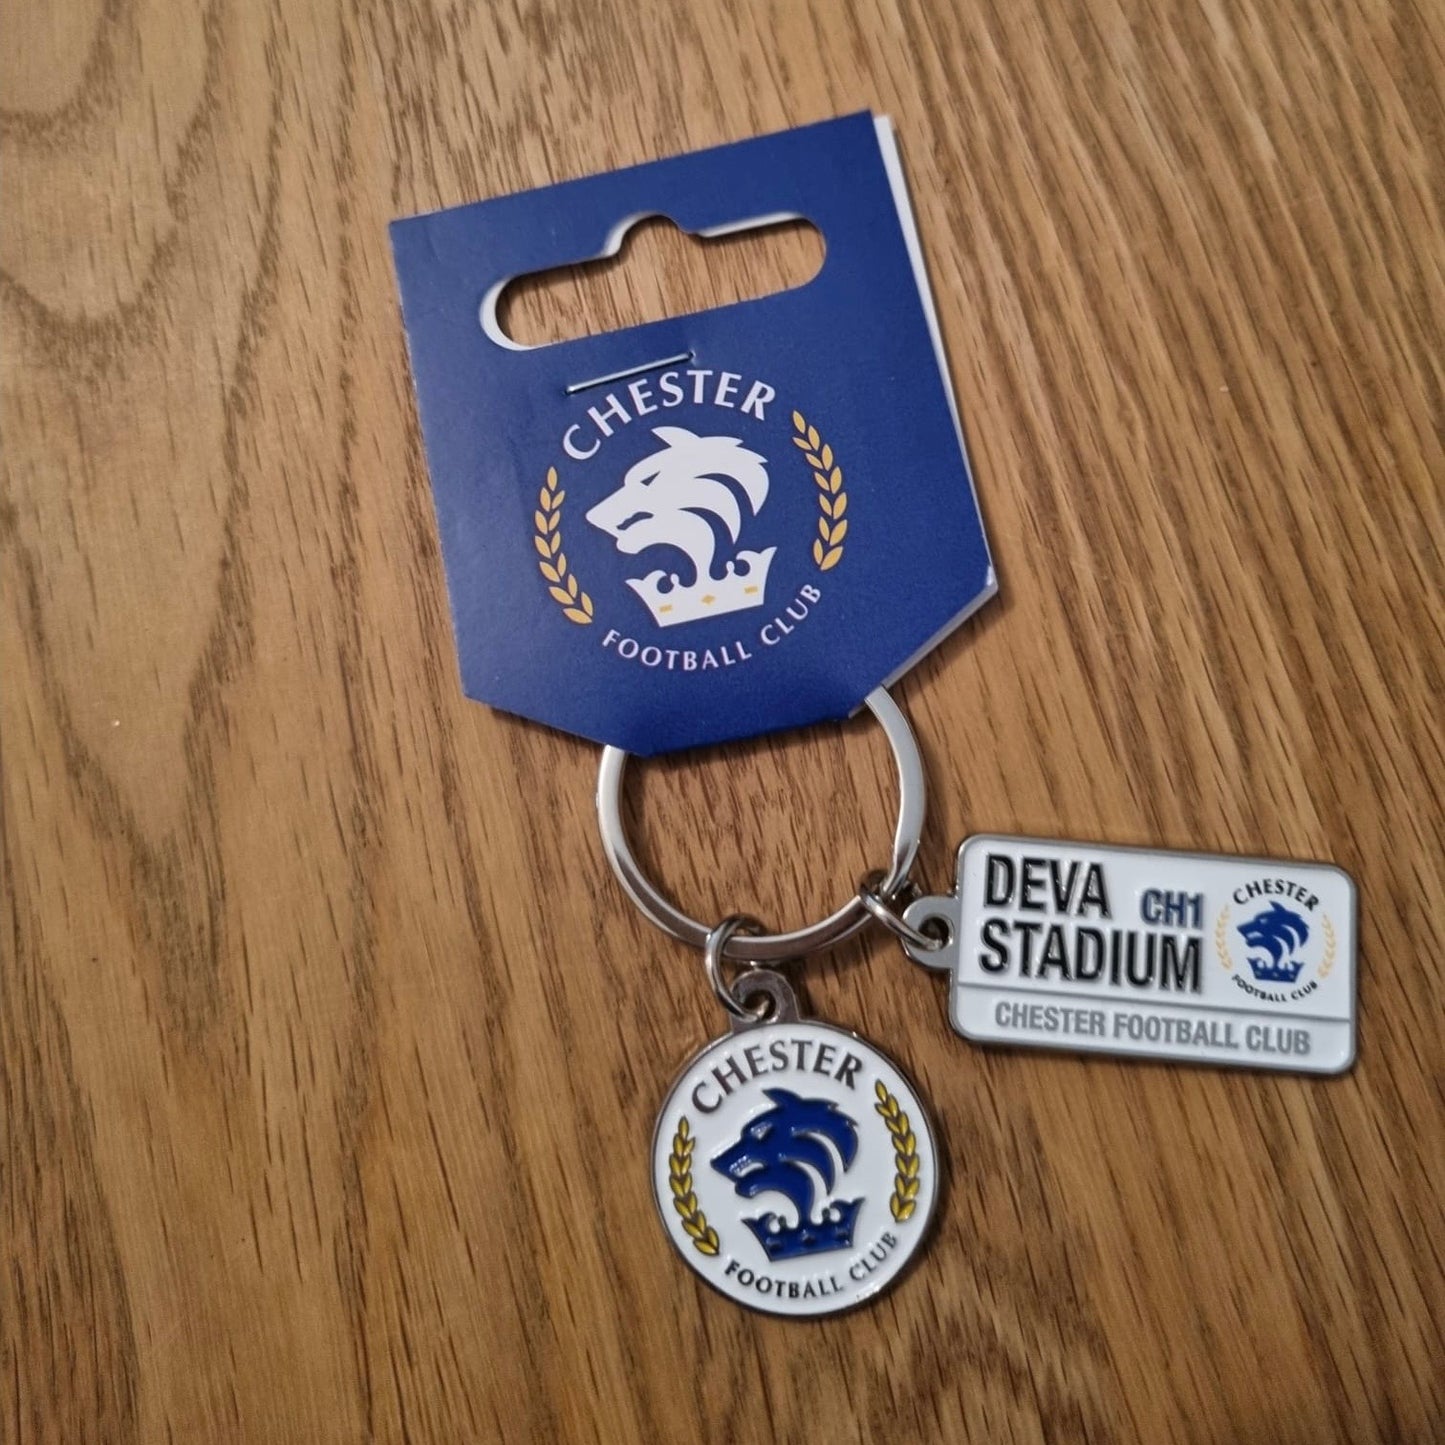 CHESTER
FOOTBALL CLUB
DEVA
CH1
STADIUM
CHESTER
FOOTBALL CLUB
CHESTER FOOTBALL CLUB
CHESTER
FOOTBALL CLUB